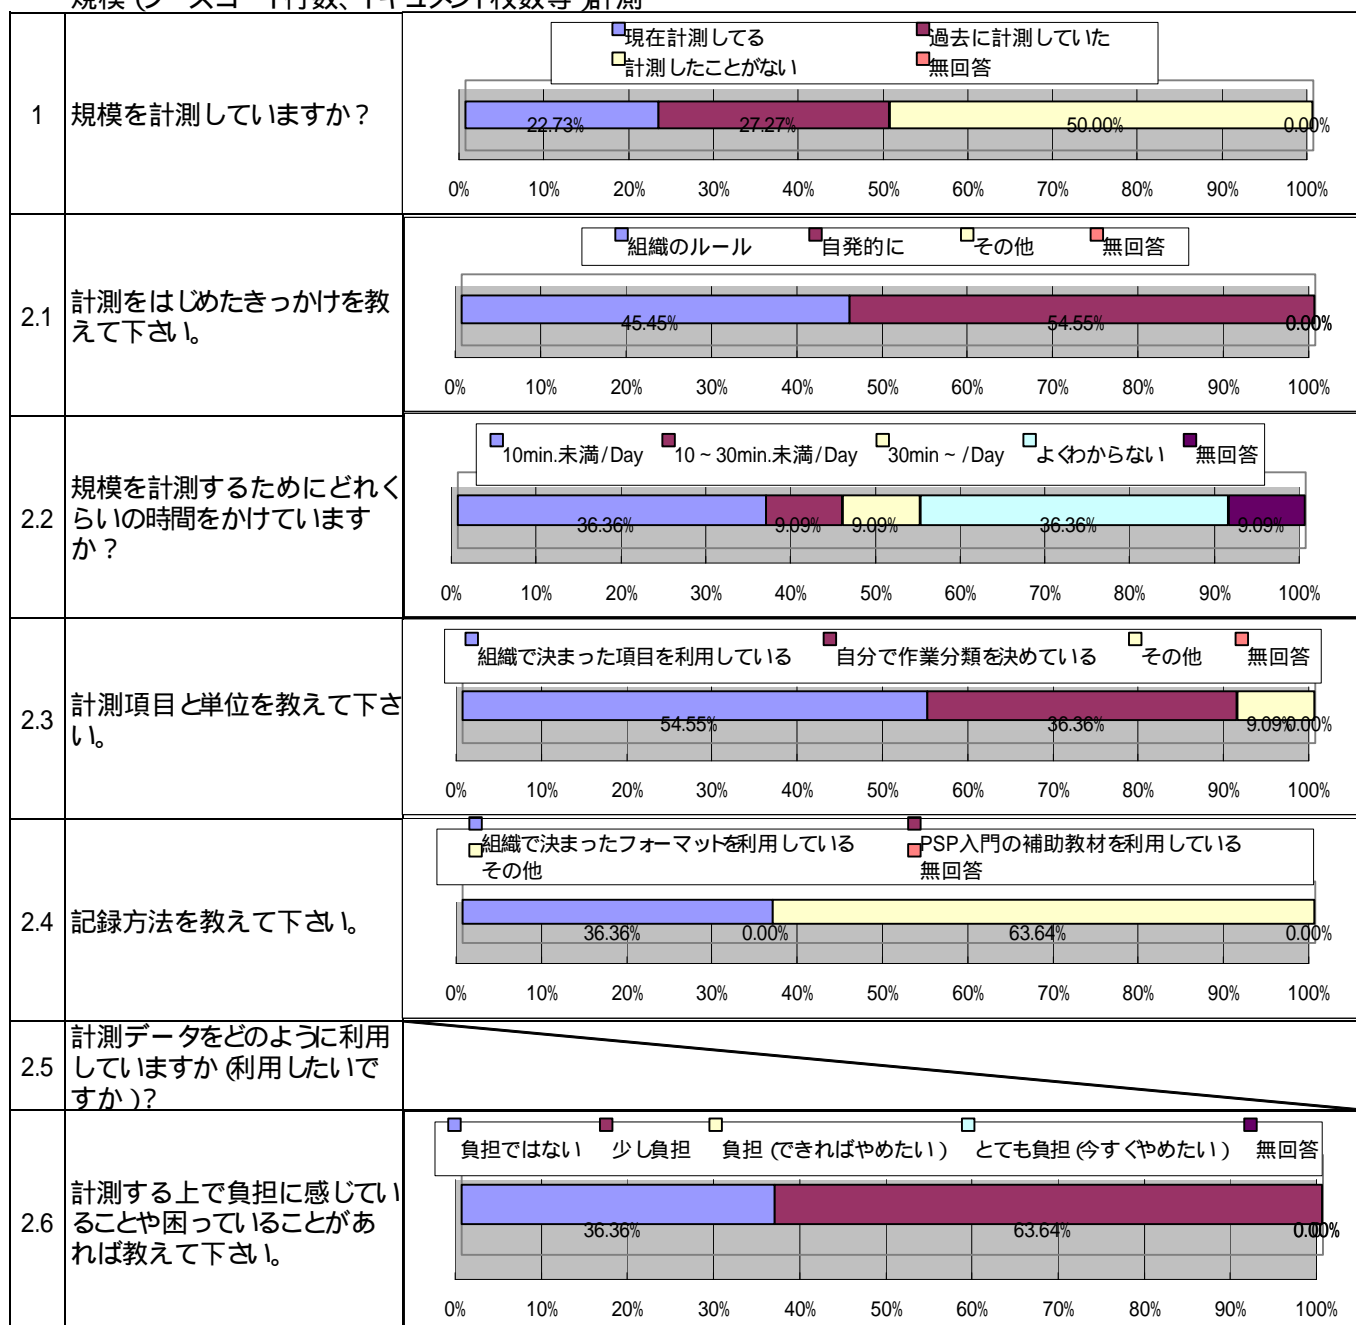 規模(ソースコード行数、ドキュメント枚数等)計測
現在計測してる 過去に計測していた
計測したことがない 無回答
1 規模を計測していますか？
22.73% 27.27% 50.00% 0.00%
0% 10% 20% 30% 40% 50% 60% 70% 80% 90% 100%
組織のルール 自発的に その他 無回答
2.1 計測をはじめたきっかけを教
えて下さい。
45.45% 54.55% 0.00%
0% 10% 20% 30% 40% 50% 60% 70% 80% 90% 100%
10min.未満/Day 10～30min.未満/Day 30min～/Day よくわからない 無回答
2.2 規模を計測するためにどれく
らいの時間をかけています
か？
36.36% 9.09% 9.09% 36.36% 9.09%
0% 10% 20% 30% 40% 50% 60% 70% 80% 90% 100%
組織で決まった項目を利用している 自分で作業分類を決めている その他 無回答
2.3 計測項目と単位を教えて下さ
い。
54.55% 36.36% 9.09% 0.00%
0% 10% 20% 30% 40% 50% 60% 70% 80% 90% 100%
組織で決まったフォーマットを利用している PSP入門の補助教材を利用している
その他 無回答
2.4 記録方法を教えて下さい。
36.36% 0.00% 63.64% 0.00%
0% 10% 20% 30% 40% 50% 60% 70% 80% 90% 100%
2.5 計測データをどのように利用
していますか(利用したいで
すか)?
負担ではない 少し負担 負担(できればやめたい) とても負担(今すぐやめたい) 無回答
2.6 計測する上で負担に感じてい
ることや困っていることがあ
れば教えて下さい。
36.36% 63.64% 0.00%
0% 10% 20% 30% 40% 50% 60% 70% 80% 90% 100%